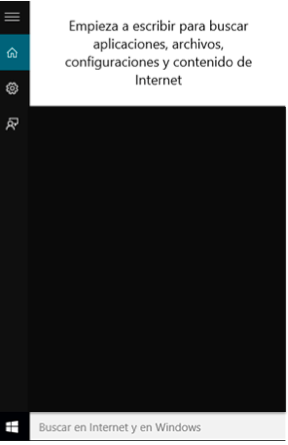 Empieza a escribir para buscar
aplicaciones, archivos,
configuraciones y contenido de
Internet
Buscar en Internet y en Windows